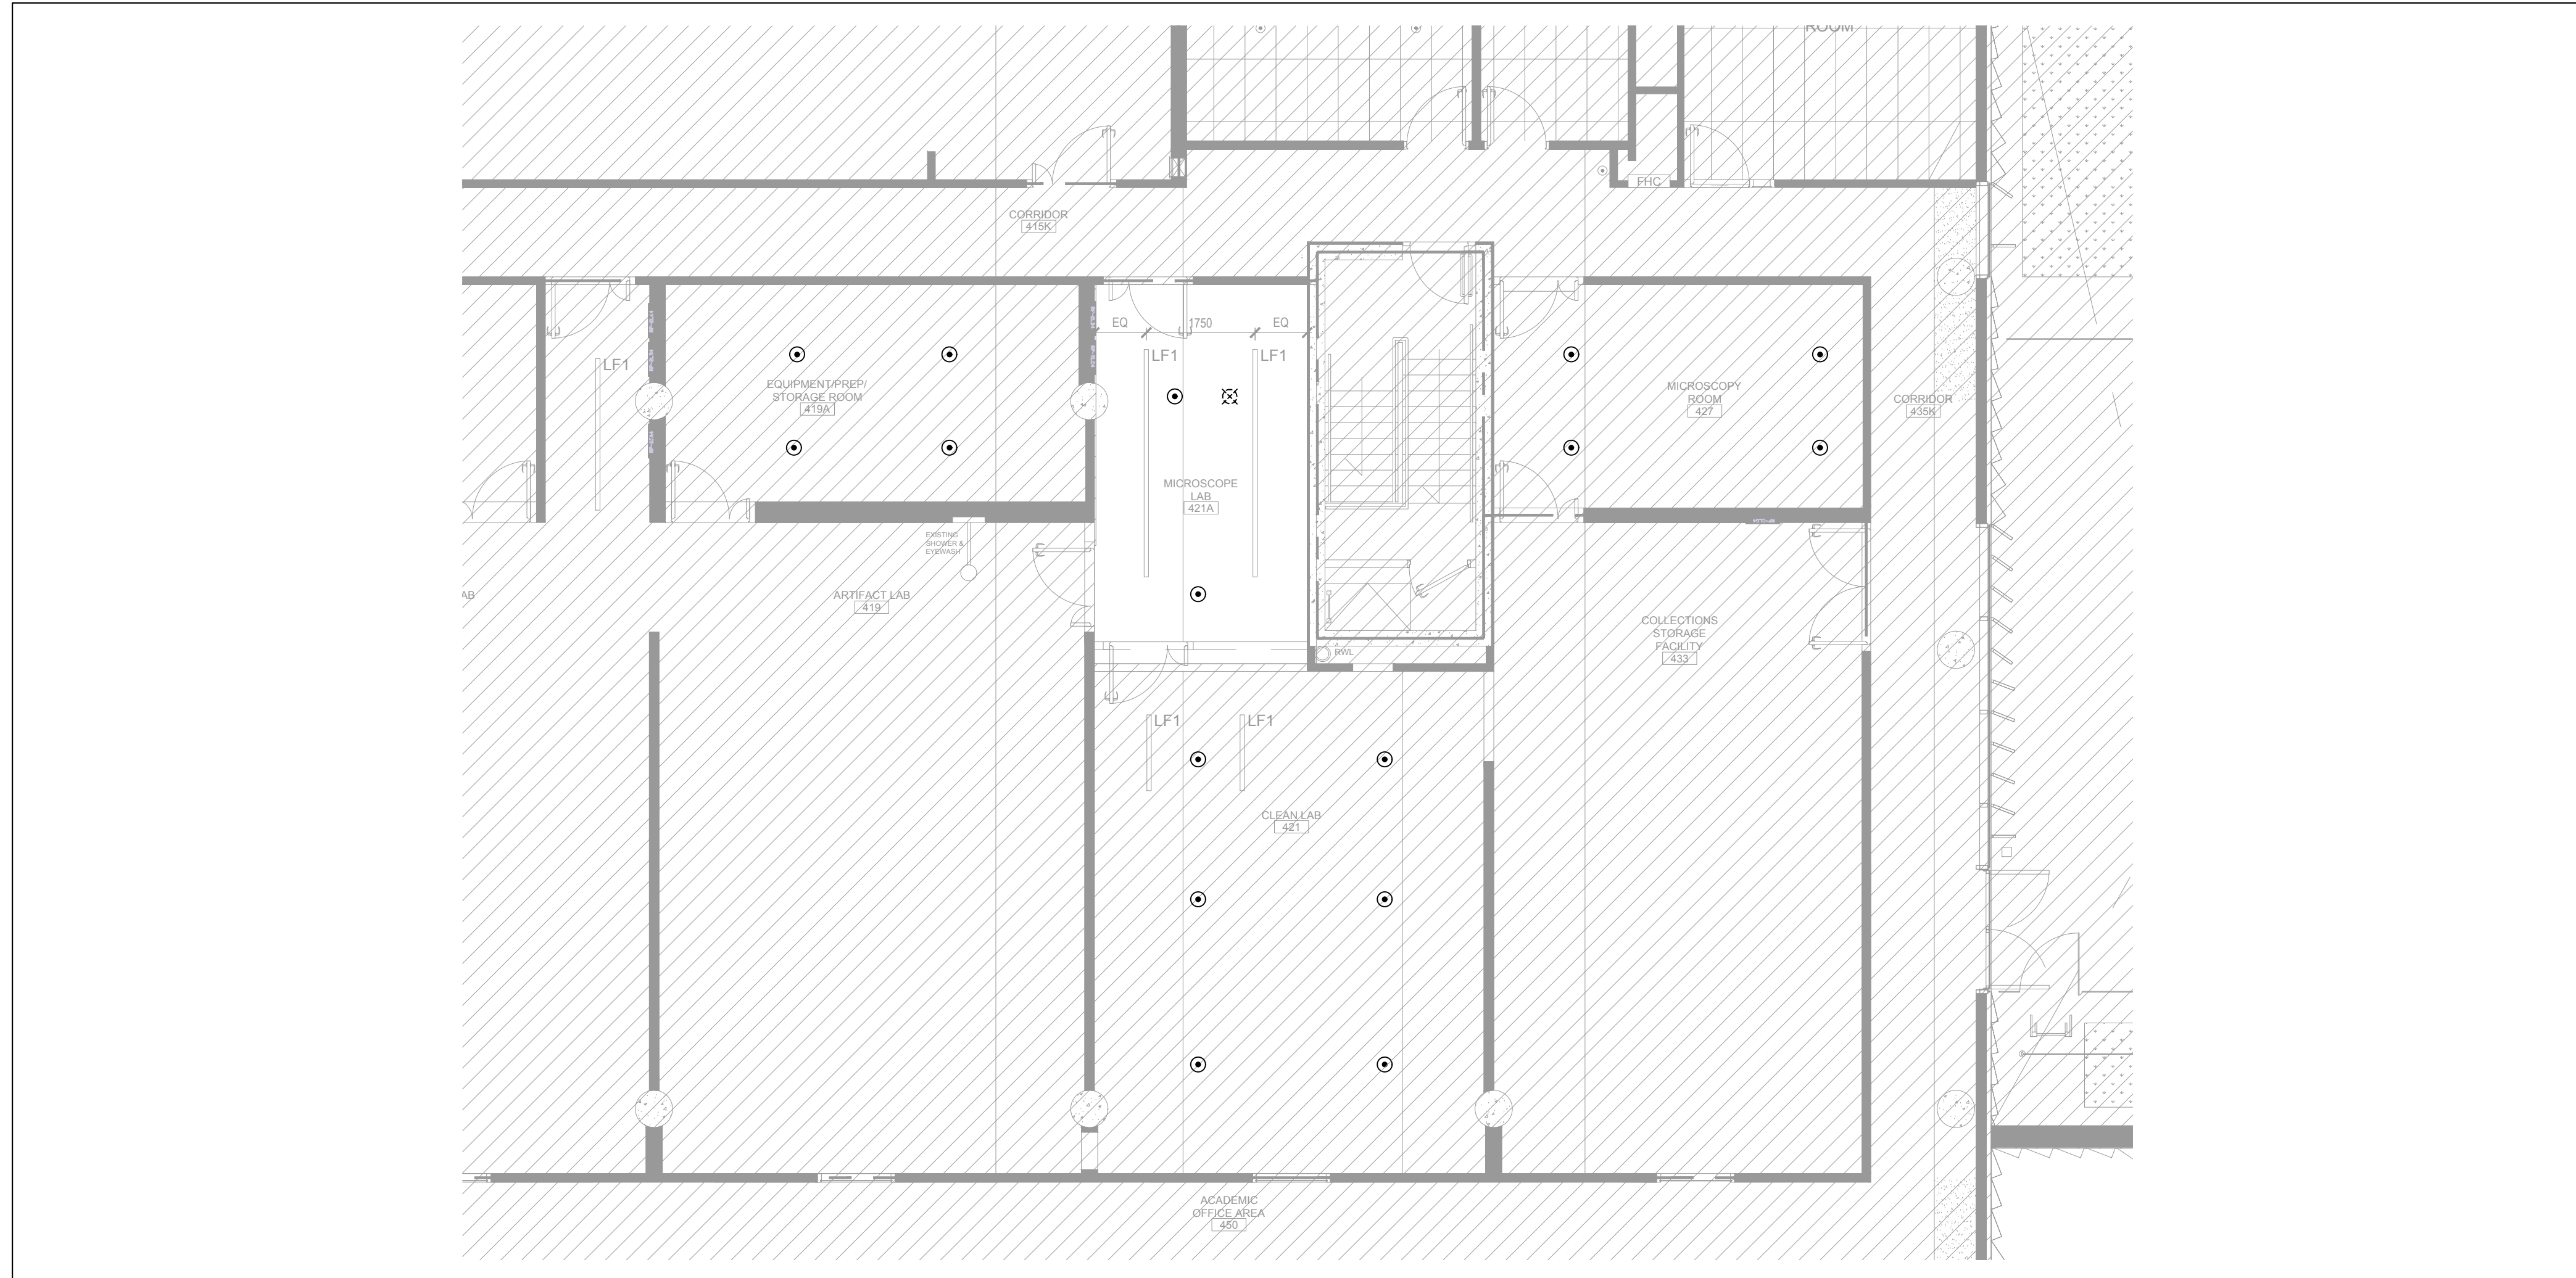 ROOM
FHC
CORRIDOR
415K
EQ
1750
EQ
LF1
LF1
LF1
EQUIPMENT/PREP/
STORAGE ROOM
419A
MICROSCOPY
ROOM
427
CORRIDOR
435K
MICROSCOPE
LAB
421A
EXISTING
SHOWER &
EYEWASH
AB
ARTIFACT LAB
419
COLLECTIONS
STORAGE
FACILITY
433
RWL
LF1
LF1
CLEAN LAB
421
ACADEMIC
OFFICE AREA
450